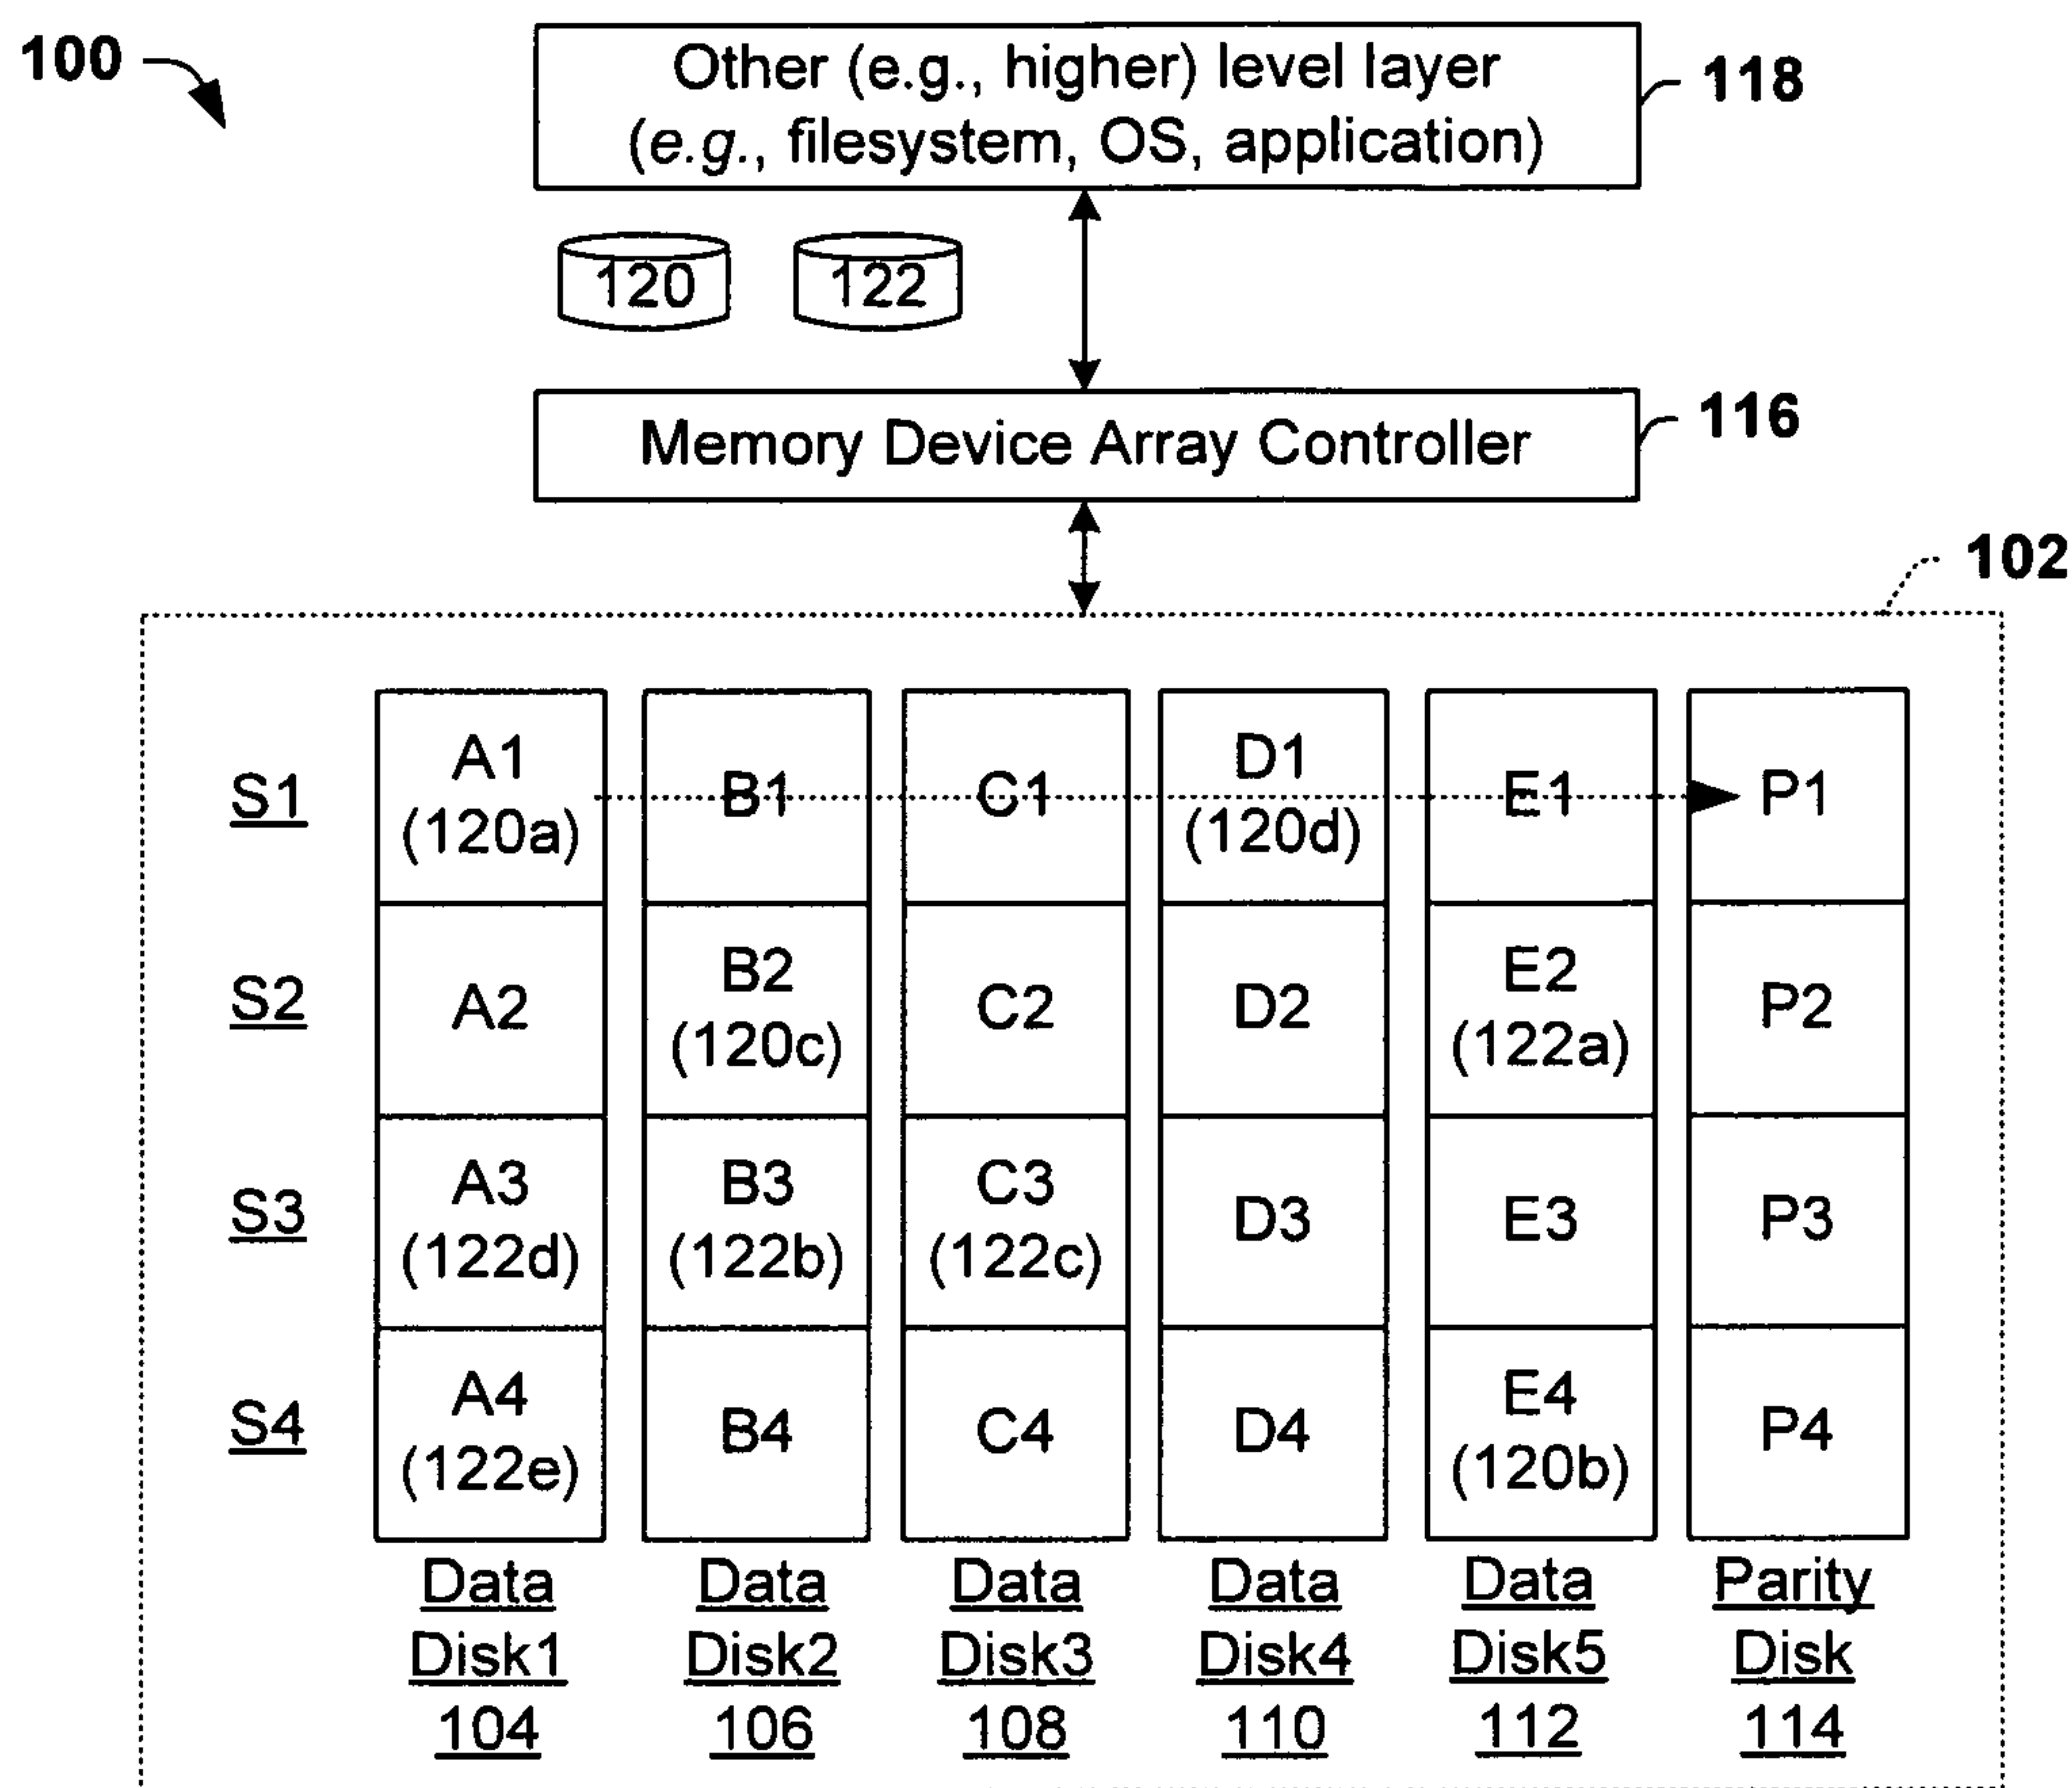 100
Other (e.g., higher) level layer
(e.g., filesystem, OS, application)
118
120
122
Memory Device Array Controller
116
102
S1
A1
(120a)
B1
C1
D1
(120d)
E1
P1
S2
A2
B2
(120c)
C2
D2
E2
(122a)
P2
S3
A3
(122d)
B3
(122b)
C3
(122c)
D3
E3
P3
S4
A4
(122e)
B4
C4
D4
E4
(120b)
P4
Data
Disk1
104
Data
Disk2
106
Data
Disk3
108
Data
Disk4
110
Data
Disk5
112
Parity
Disk
114